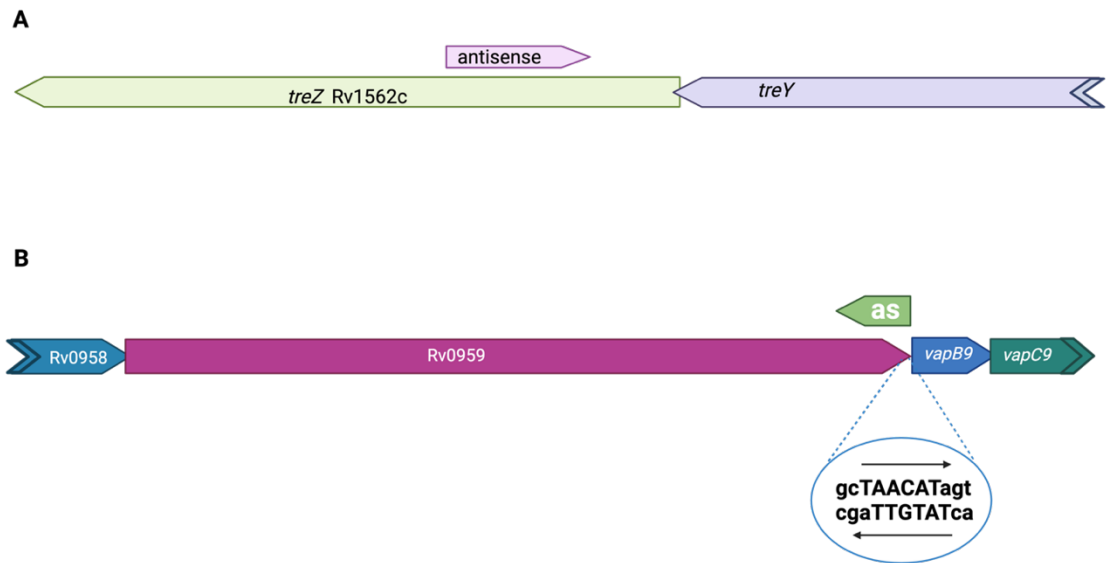 A
antisense
treZ Rv1562c
treY
B
as
Rv0958
Rv0959
vapB9
vapC9
gcTAACATagt
cgaTTGTATca